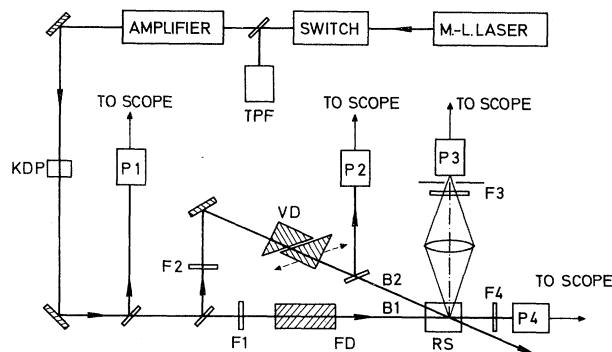 AMPLIFIER
SWITCH
M.-L. LASER
TPF
TO SCOPE
TO SCOPE
TO SCOPE
KDP
P1
P2
P3
F3
VD
F2
B2
B1
F4
TO SCOPE
P4
F1
FD
RS